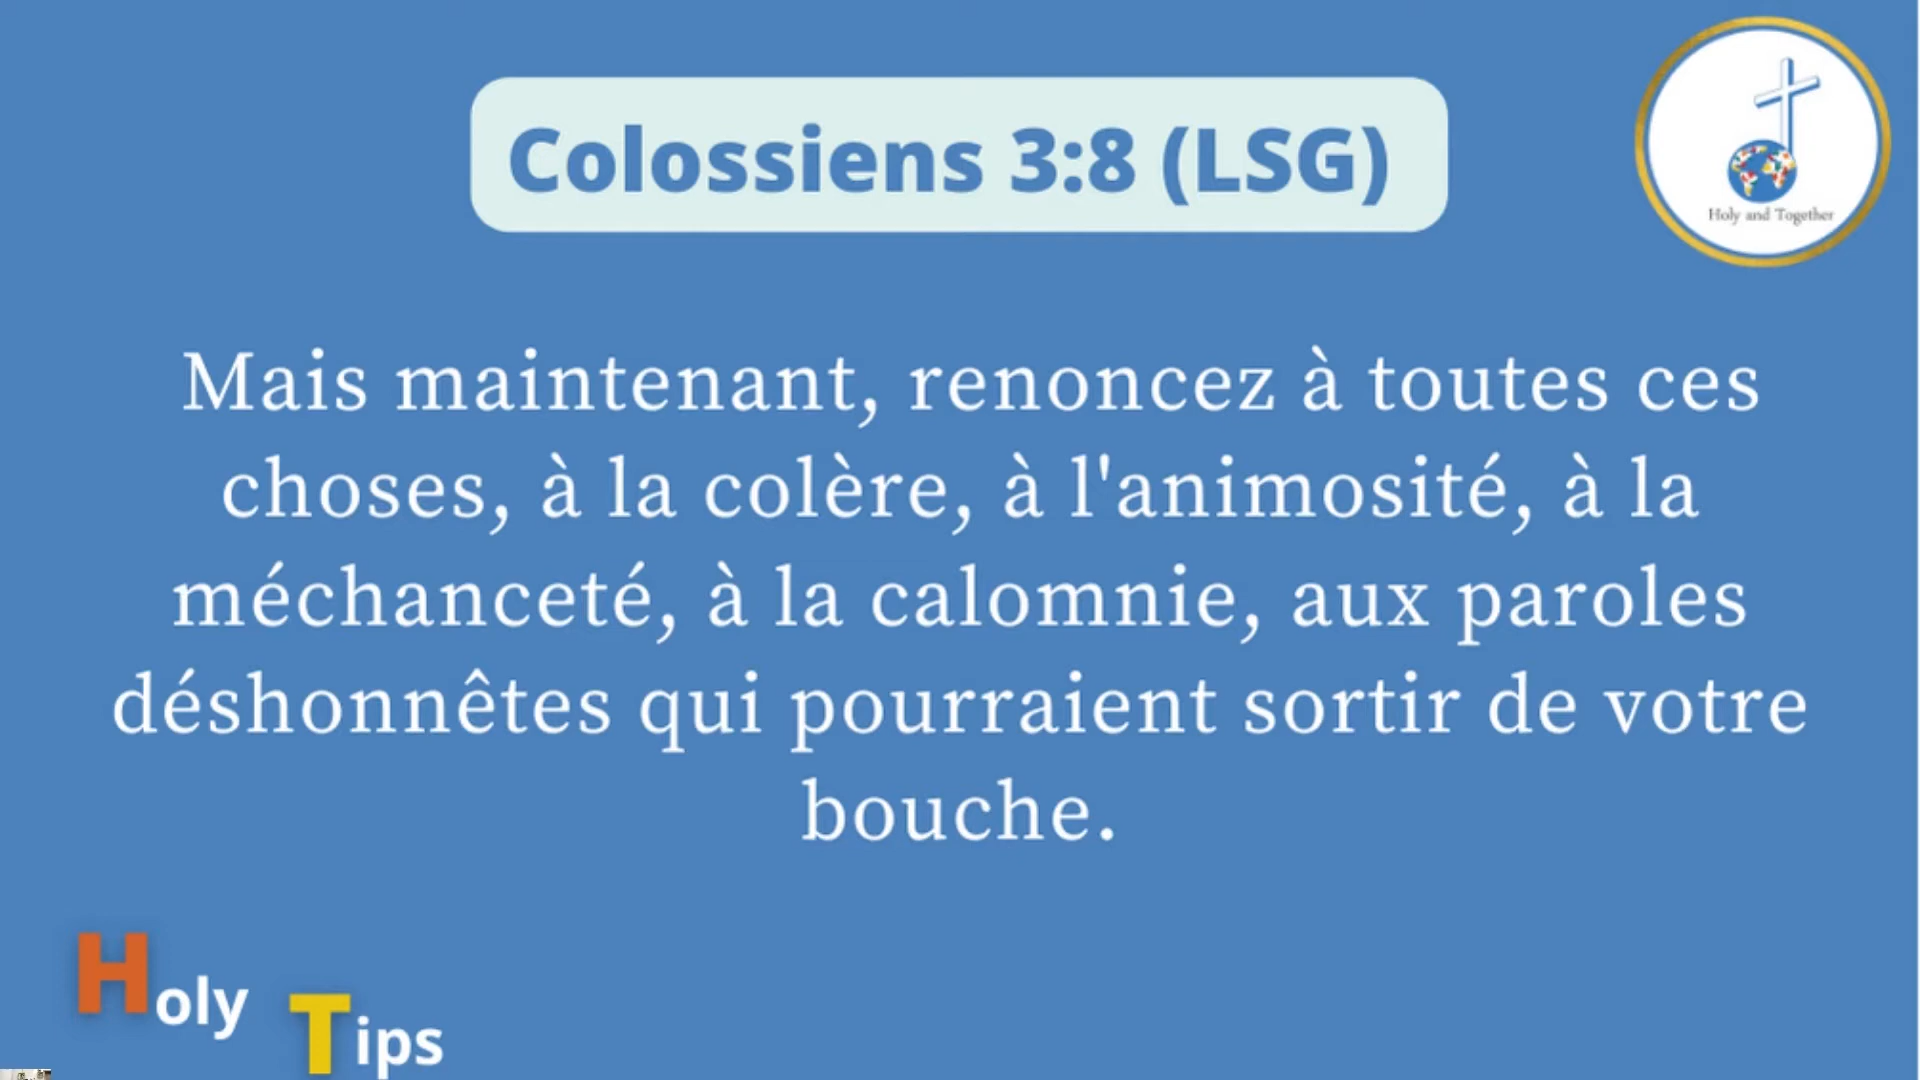 Colossiens 3:8 (LSG)
Holy and Together
Mais maintenant, renoncez à toutes ces
choses, à la colère, à l'animosité, à la
méchanceté, à la calomnie, aux paroles
déshonnêtes qui pourraient sortir de votre
bouche.
Holy
Tips